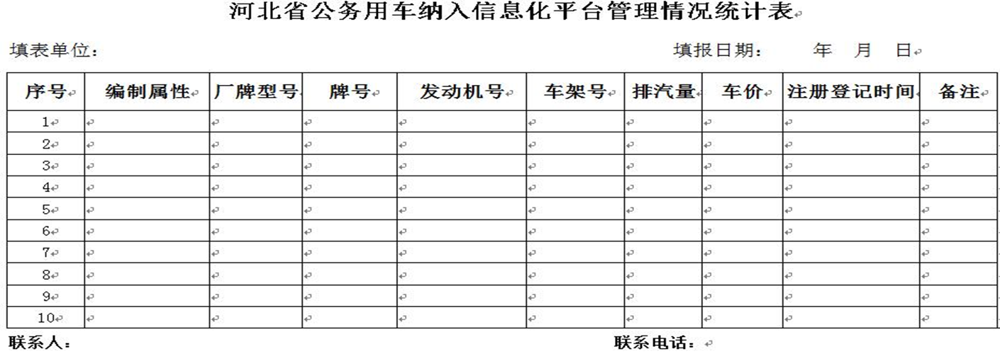 河北省公务用车纳入信息化平台管理情况统计表
填表单位： 填报日期： 年 月 日
序号 编制属性 厂牌型号 牌号 发动机号 车架号 排汽量 车价 注册登记时间 备注
1
2
3
4
5
6
7
8
9
10
联系人： 联系电话：